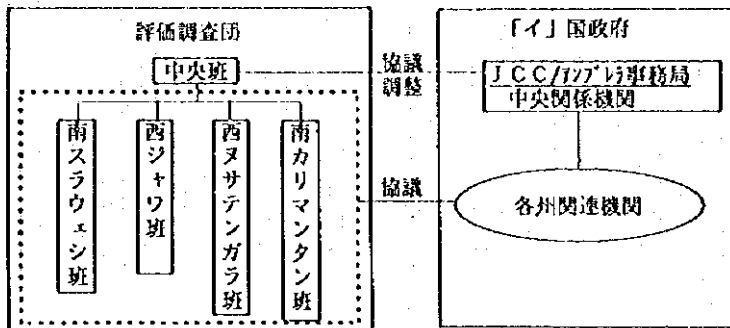 評価調査団
中央班
南スラウェシ班
西ジャワ班
西ヌサテンガラ班
南カリマンタン班
協議
調整
協議
「イ」国政府
JCC/アンブレラ事務局
中央関係機関
各州関連機関